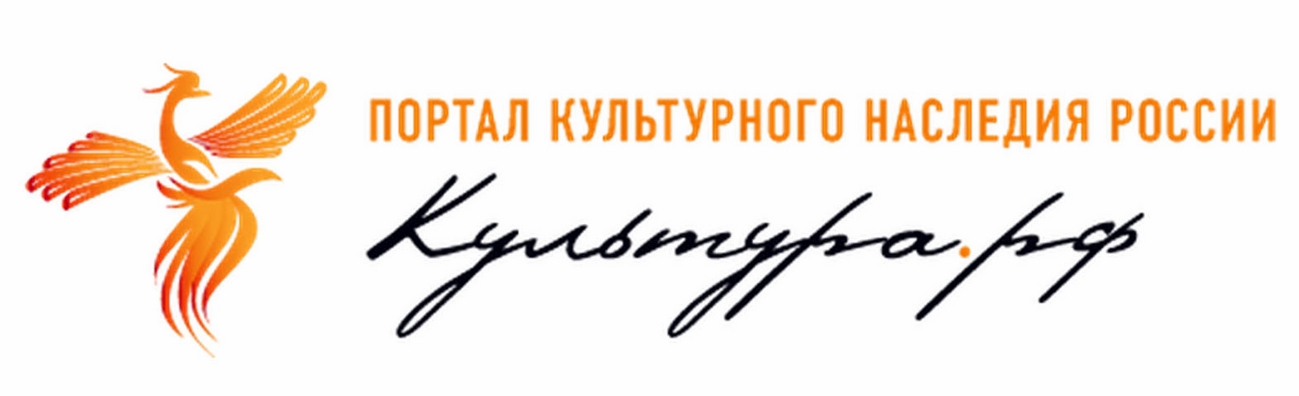 ПОРТАЛ КУЛЬТУРНОГО НАСЛЕДИЯ РОССИИ
Культура.рф